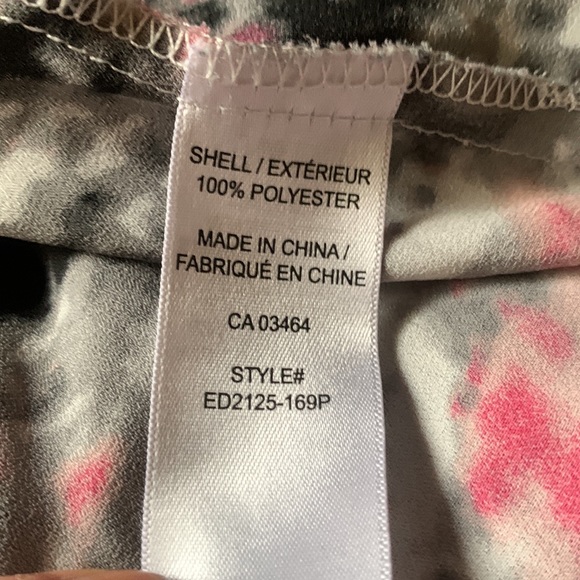 SHELL / EXTÉRIEUR
100% POLYESTER
MADE IN CHINA /
FABRIQUÉ EN CHINE
CA 03464
STYLE#
ED2125-169P